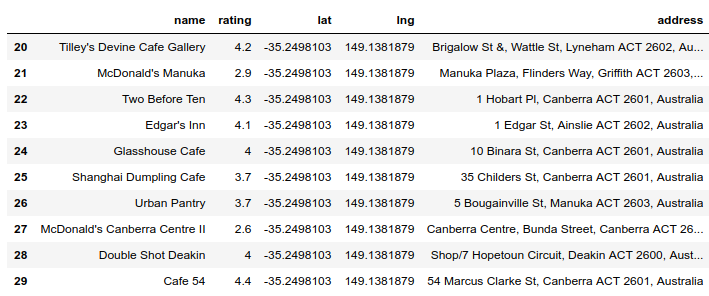 name rating lat lng address
20 Tilley's Devine Cafe Gallery 4.2 -35.2498103 149.1381879 Brigalow St &, Wattle St, Lyneham ACT 2602, Au...
21 McDonald's Manuka 2.9 -35.2498103 149.1381879 Manuka Plaza, Flinders Way, Griffith ACT 2603,...
22 Two Before Ten 4.3 -35.2498103 149.1381879 1 Hobart Pl, Canberra ACT 2601, Australia
23 Edgar's Inn 4.1 -35.2498103 149.1381879 1 Edgar St, Ainslie ACT 2602, Australia
24 Glasshouse Cafe 4 -35.2498103 149.1381879 10 Binara St, Canberra ACT 2601, Australia
25 Shanghai Dumpling Cafe 3.7 -35.2498103 149.1381879 35 Childers St, Canberra ACT 2601, Australia
26 Urban Pantry 3.7 -35.2498103 149.1381879 5 Bougainville St, Manuka ACT 2603, Australia
27 McDonald's Canberra Centre II 2.6 -35.2498103 149.1381879 Canberra Centre, Bunda Street, Canberra ACT 26...
28 Double Shot Deakin 4 -35.2498103 149.1381879 Shop/7 Hopetoun Circuit, Deakin ACT 2600, Aust...
29 Cafe 54 4.4 -35.2498103 149.1381879 54 Marcus Clarke St, Canberra ACT 2601, Australia